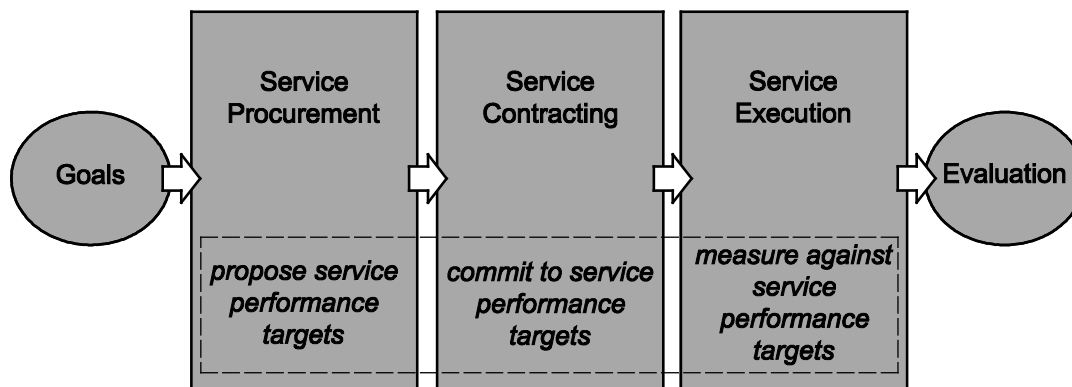 Goals
Service
Procurement
propose service
performance
targets
Service
Contracting
commit to service
performance
targets
Service
Execution
measure against
service
performance
targets
Evaluation